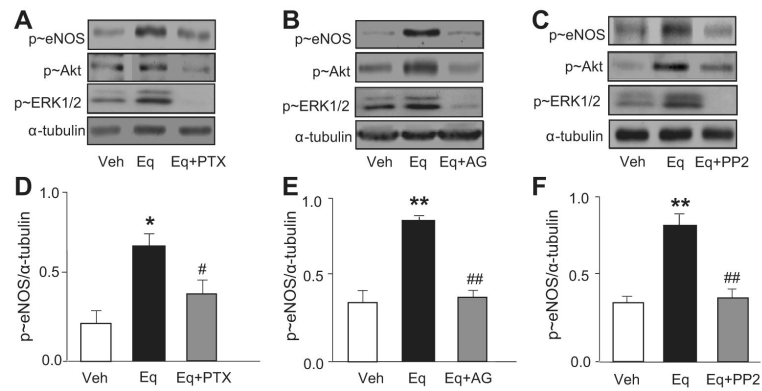 A
p~eNOS
p~Akt
p~ERK1/2
α-tubulin
Veh Eq Eq+PTX
B
p~eNOS
p~Akt
p~ERK1/2
α-tubulin
Veh Eq Eq+AG
C
p~eNOS
p~Akt
p~ERK1/2
α-tubulin
Veh Eq Eq+PP2
D
p~eNOS/α-tubulin
1.0
0.5
0.0
*
#
Veh Eq Eq+PTX
E
p~eNOS/α-tubulin
1.0
0.5
0.0
**
##
Veh Eq Eq+AG
F
p~eNOS/α-tubulin
1.0
0.5
0.0
**
##
Veh Eq Eq+PP2